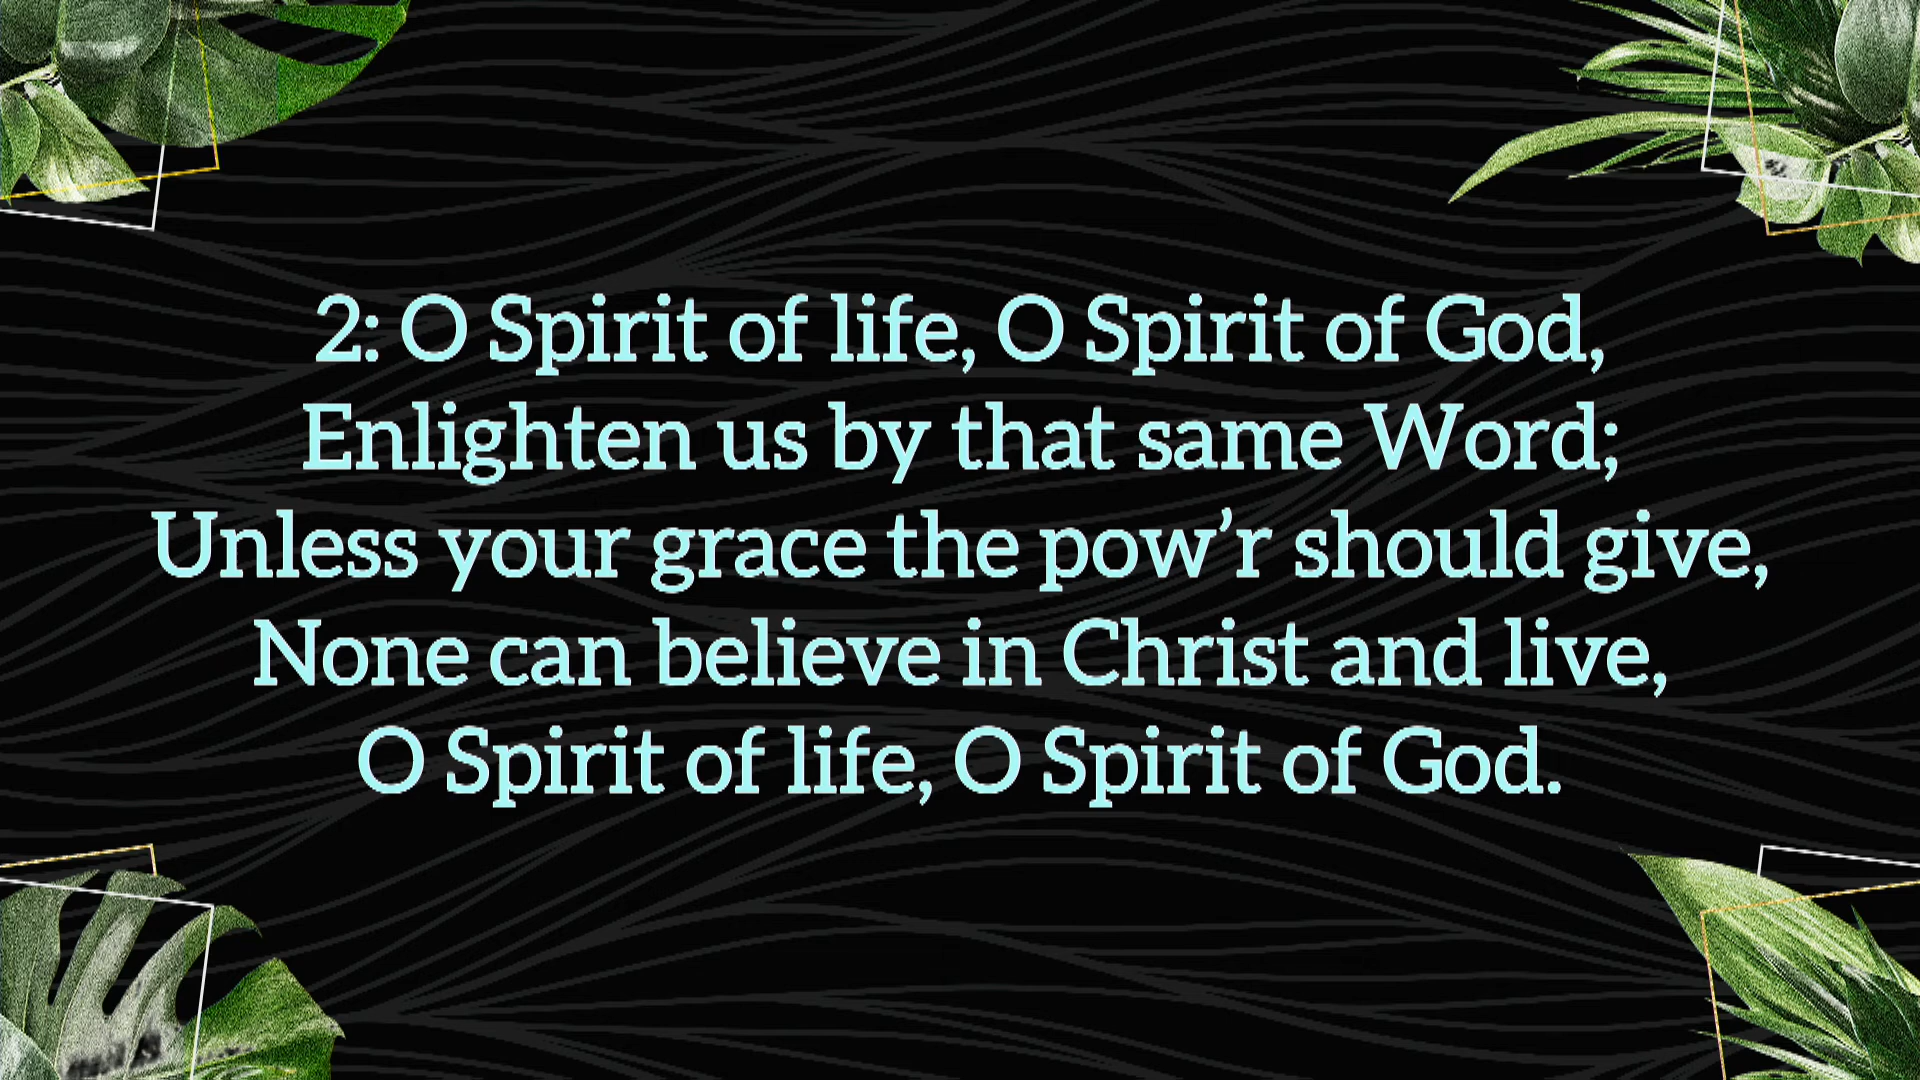 2: O Spirit of life, O Spirit of God,
Enlighten us by that same Word;
Unless your grace the pow’r should give,
None can believe in Christ and live,
O Spirit of life, O Spirit of God.